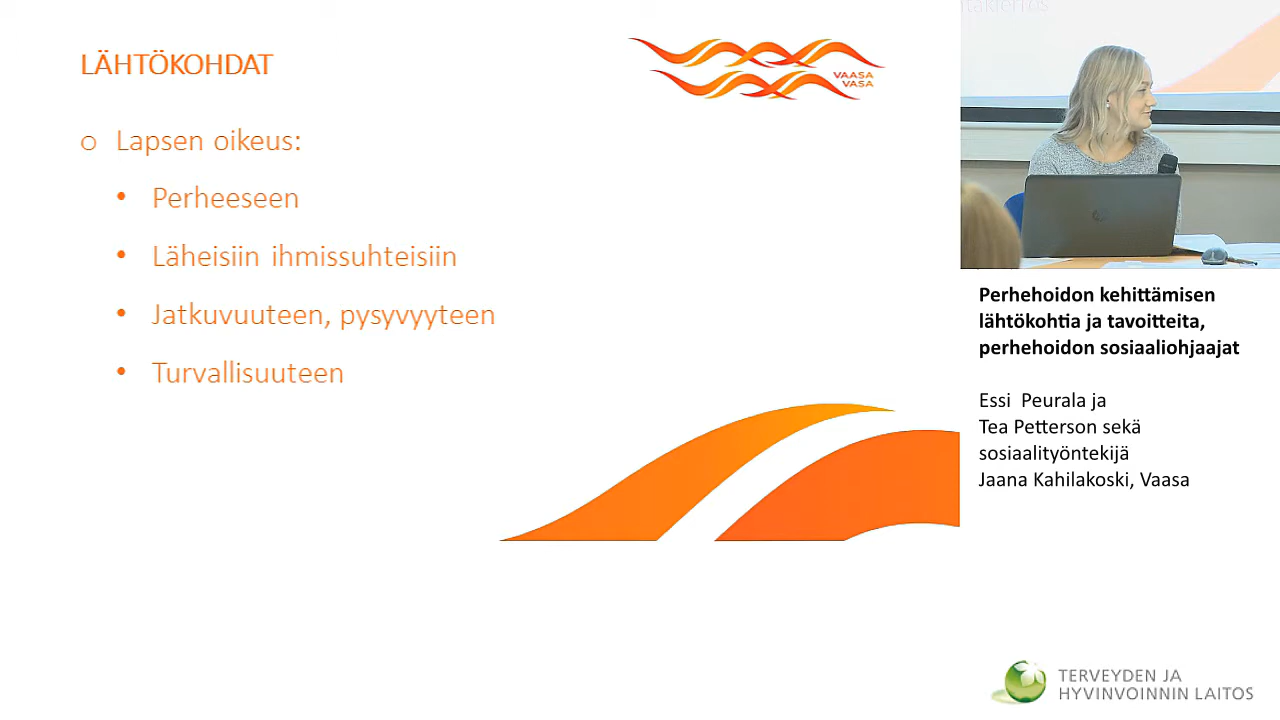 LÄHTÖKOHDAT
VAASA
VASA
o Lapsen oikeus:
• Perheeseen
• Läheisiin ihmissuhteisiin
• Jatkuvuuteen, pysyvyyteen
• Turvallisuuteen
Perhehoidon kehittämisen
lähtökohtia ja tavoitteita,
perhehoidon sosiaaliohjaajat
Essi Peurala ja
Tea Petterson sekä
sosiaalityöntekijä
Jaana Kahilakoski, Vaasa
TERVEYDEN JA
HYVINVOINNIN LAITOS